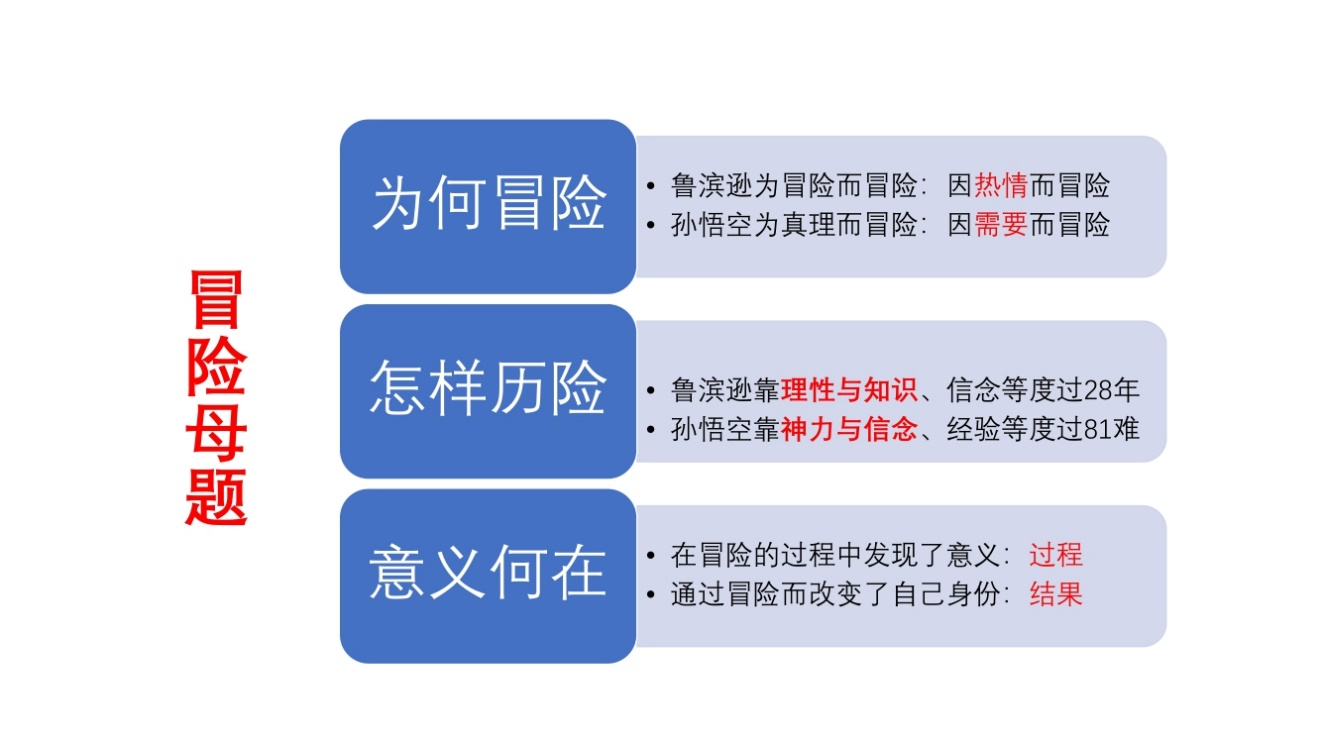 冒险母题
为何冒险
• 鲁滨逊为冒险而冒险：因热情而冒险
• 孙悟空为真理而冒险：因需要而冒险
怎样历险
• 鲁滨逊靠理性与知识、信念等度过28年
• 孙悟空靠神力与信念、经验等度过81难
意义何在
• 在冒险的过程中发现了意义：过程
• 通过冒险而改变了自己身份：结果